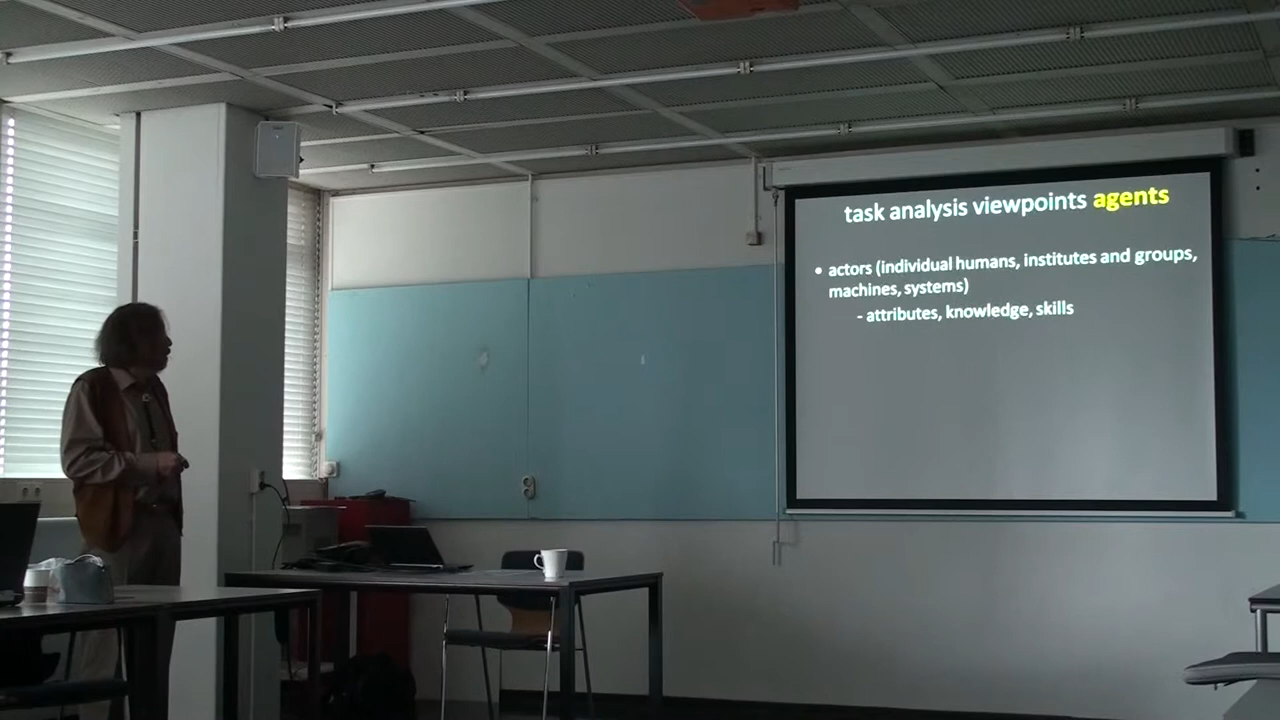 task analysis viewpoints agents
• actors (individual humans, institutes and groups,
machines, systems)
- attributes, knowledge, skills